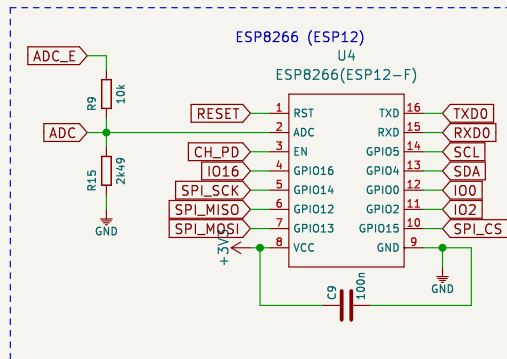 ESP8266 (ESP12)
U4
ESP8266(ESP12-F)
ADC_E
R9
10k
ADC
R15
2k49
GND
RESET
CH_PD
IO16
SPI_SCK
SPI_MISO
SPI_MOSI
+3V3
1 RST
2 ADC
3 EN
4 GPIO16
5 GPIO14
6 GPIO12
7 GPIO13
8 VCC
TXD 16
RXD 15
GPIO5 14
GPIO4 13
GPIO0 12
GPIO2 11
GPIO15 10
GND 9
TXD0
RXD0
SCL
SDA
IO0
IO2
SPI_CS
GND
C9
100n